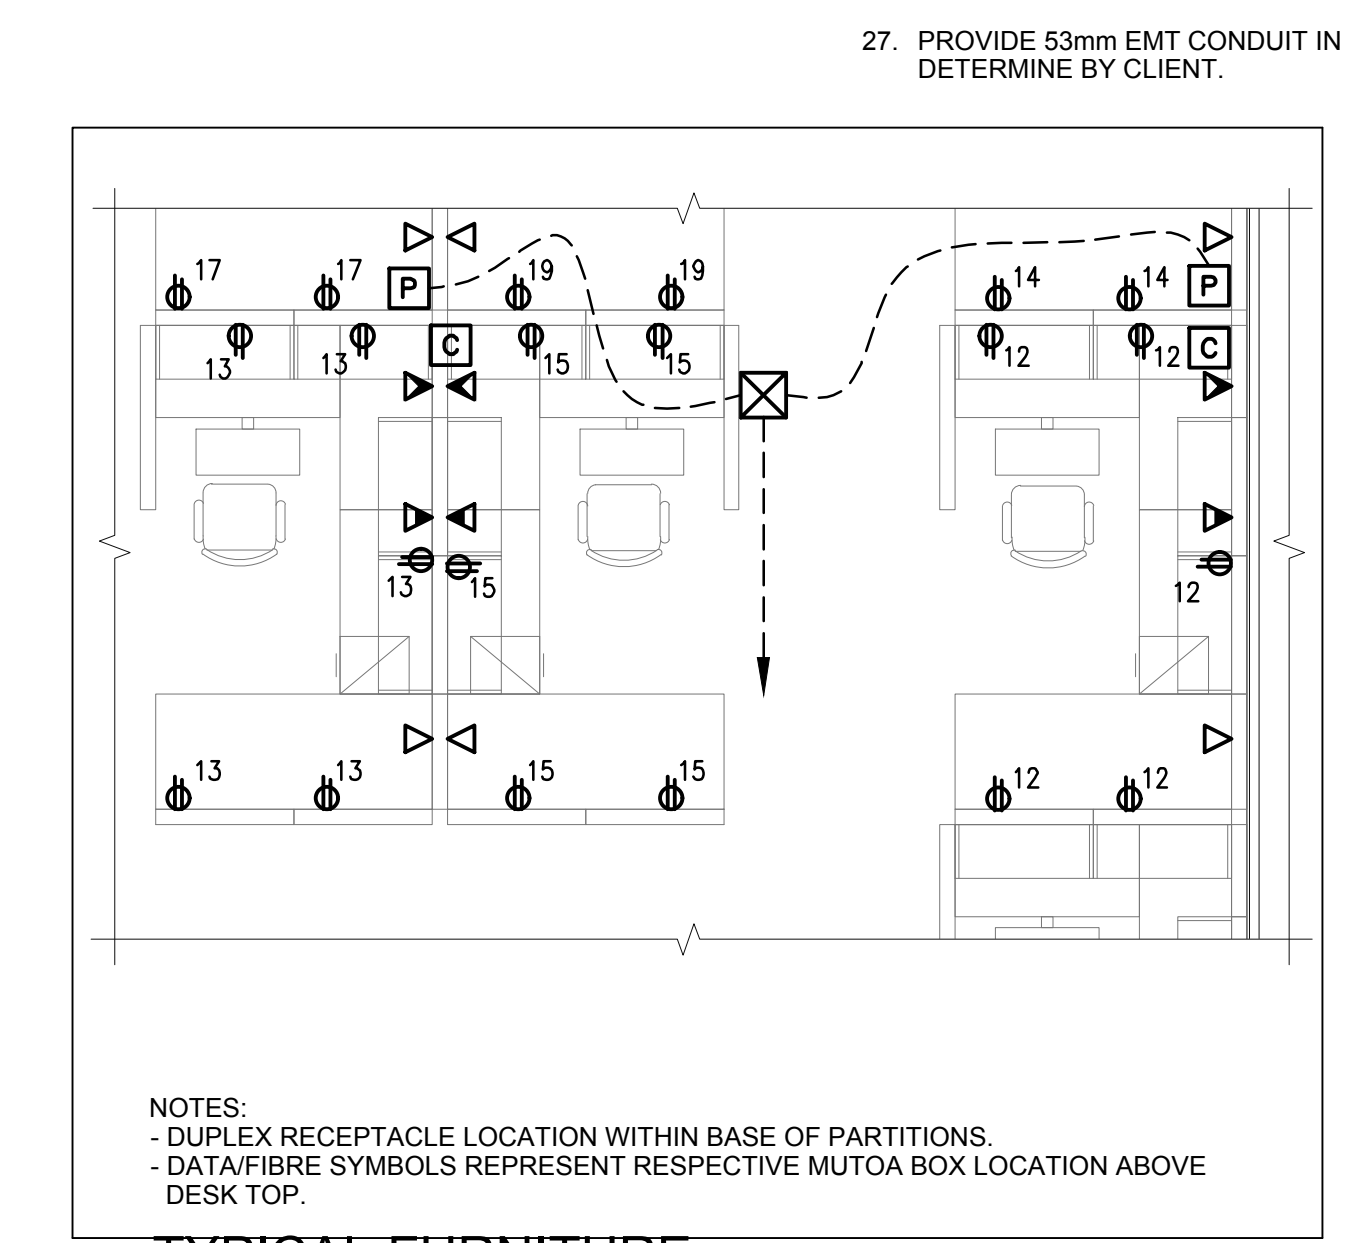 27. PROVIDE 53mm EMT CONDUIT IN
DETERMINE BY CLIENT.
17 17 19 19 14 14
P P
13 13 C 15 15 12 12 C
13 15 12
13 13 15 15 12 12
NOTES:
- DUPLEX RECEPTACLE LOCATION WITHIN BASE OF PARTITIONS.
- DATA/FIBRE SYMBOLS REPRESENT RESPECTIVE MUTOA BOX LOCATION ABOVE
DESK TOP.
TYPICAL FURNITURE